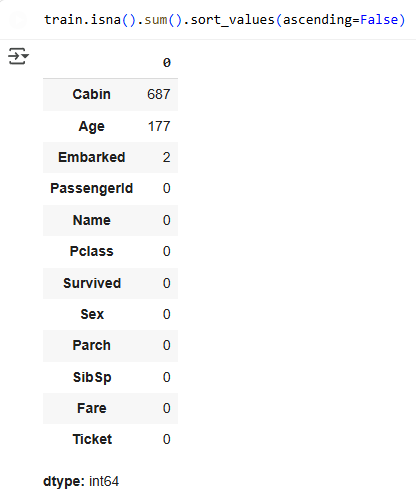 train.isna().sum().sort_values(ascending=False)
0
Cabin 687
Age 177
Embarked 2
PassengerId 0
Name 0
Pclass 0
Survived 0
Sex 0
Parch 0
SibSp 0
Fare 0
Ticket 0
dtype: int64